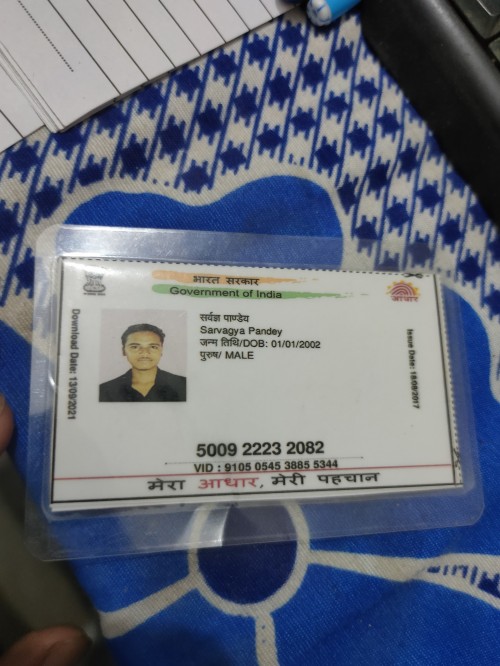 भारत सरकार
Government of India
आधार
सर्वज्ञ पाण्डेय
Sarvagya Pandey
जन्म तिथि/DOB: 01/01/2002
पुरुष/ MALE
Download Date: 13/09/2021
Issue Date: 18/08/2017
5009 2223 2082
VID : 9105 0545 3885 5344
मेरा आधार, मेरी पहचान